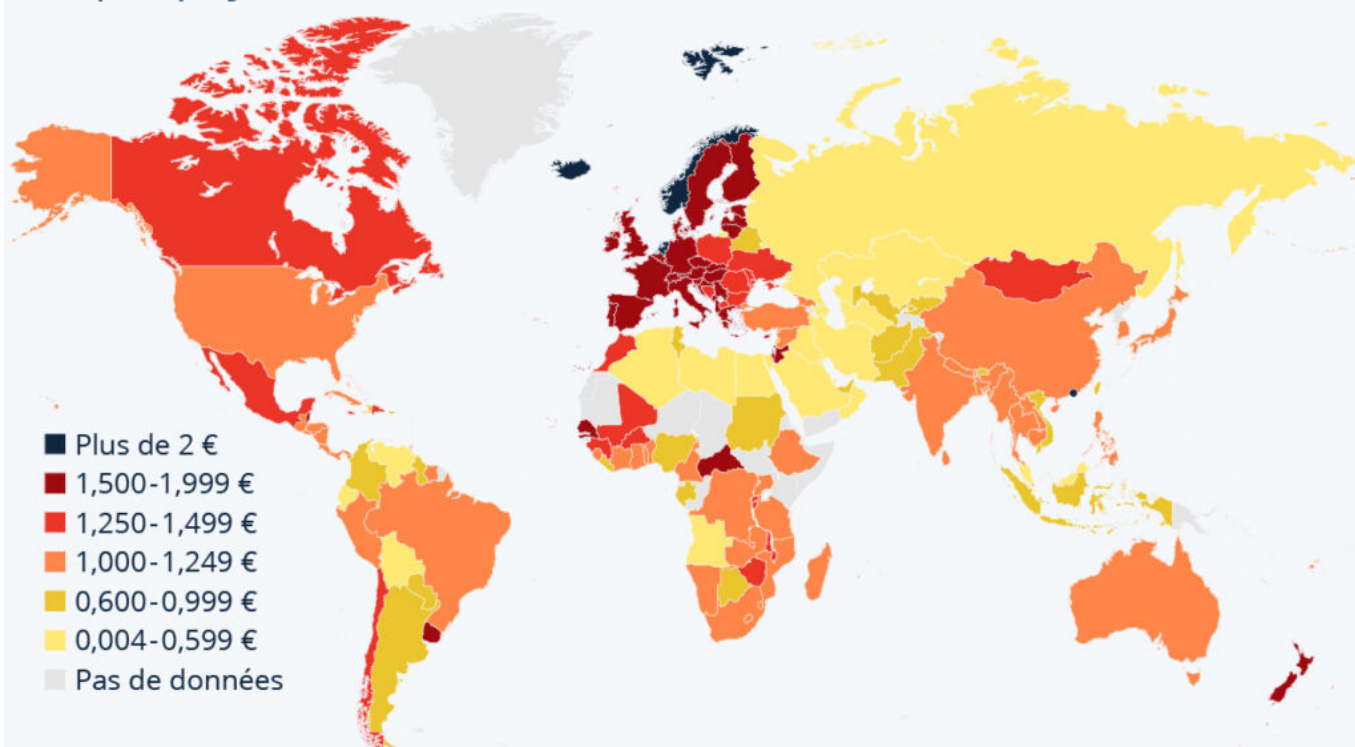 Plus de 2 €
1,500-1,999 €
1,250-1,499 €
1,000-1,249 €
0,600-0,999 €
0,004-0,599 €
Pas de données